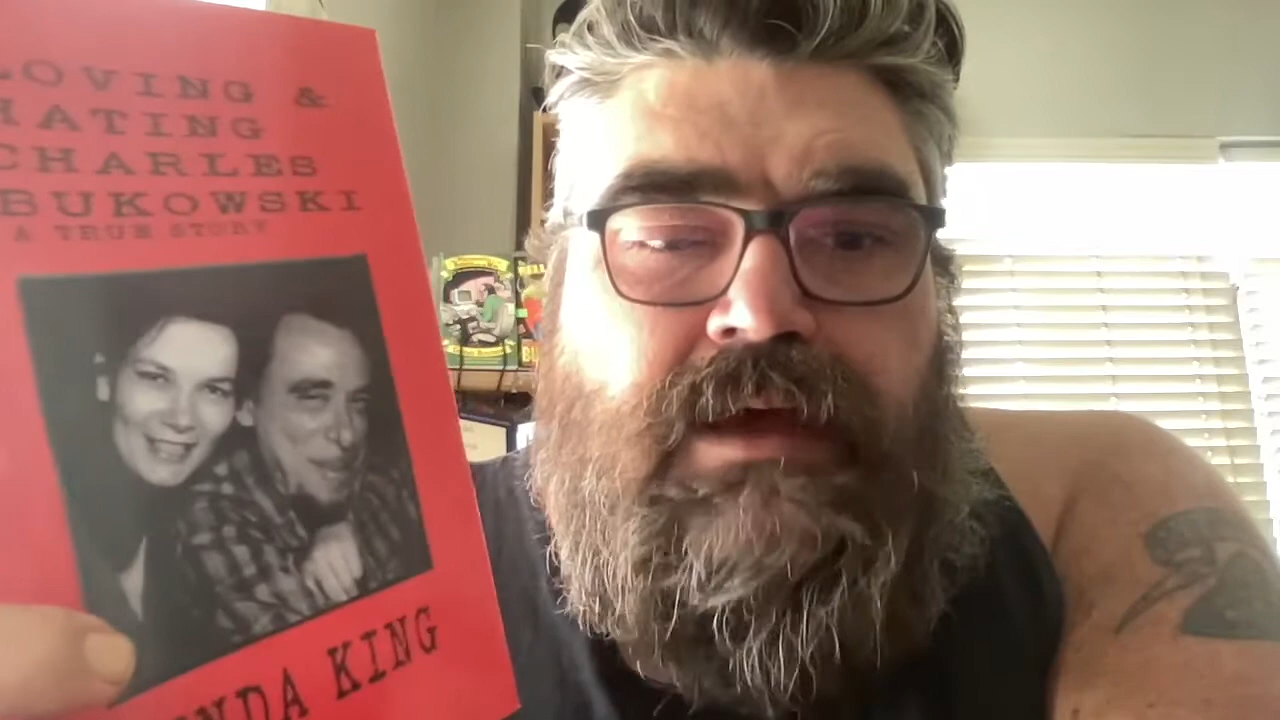 LOVING &
HATING
CHARLES
BUKOWSKI
A TRUE STORY
NDA KING